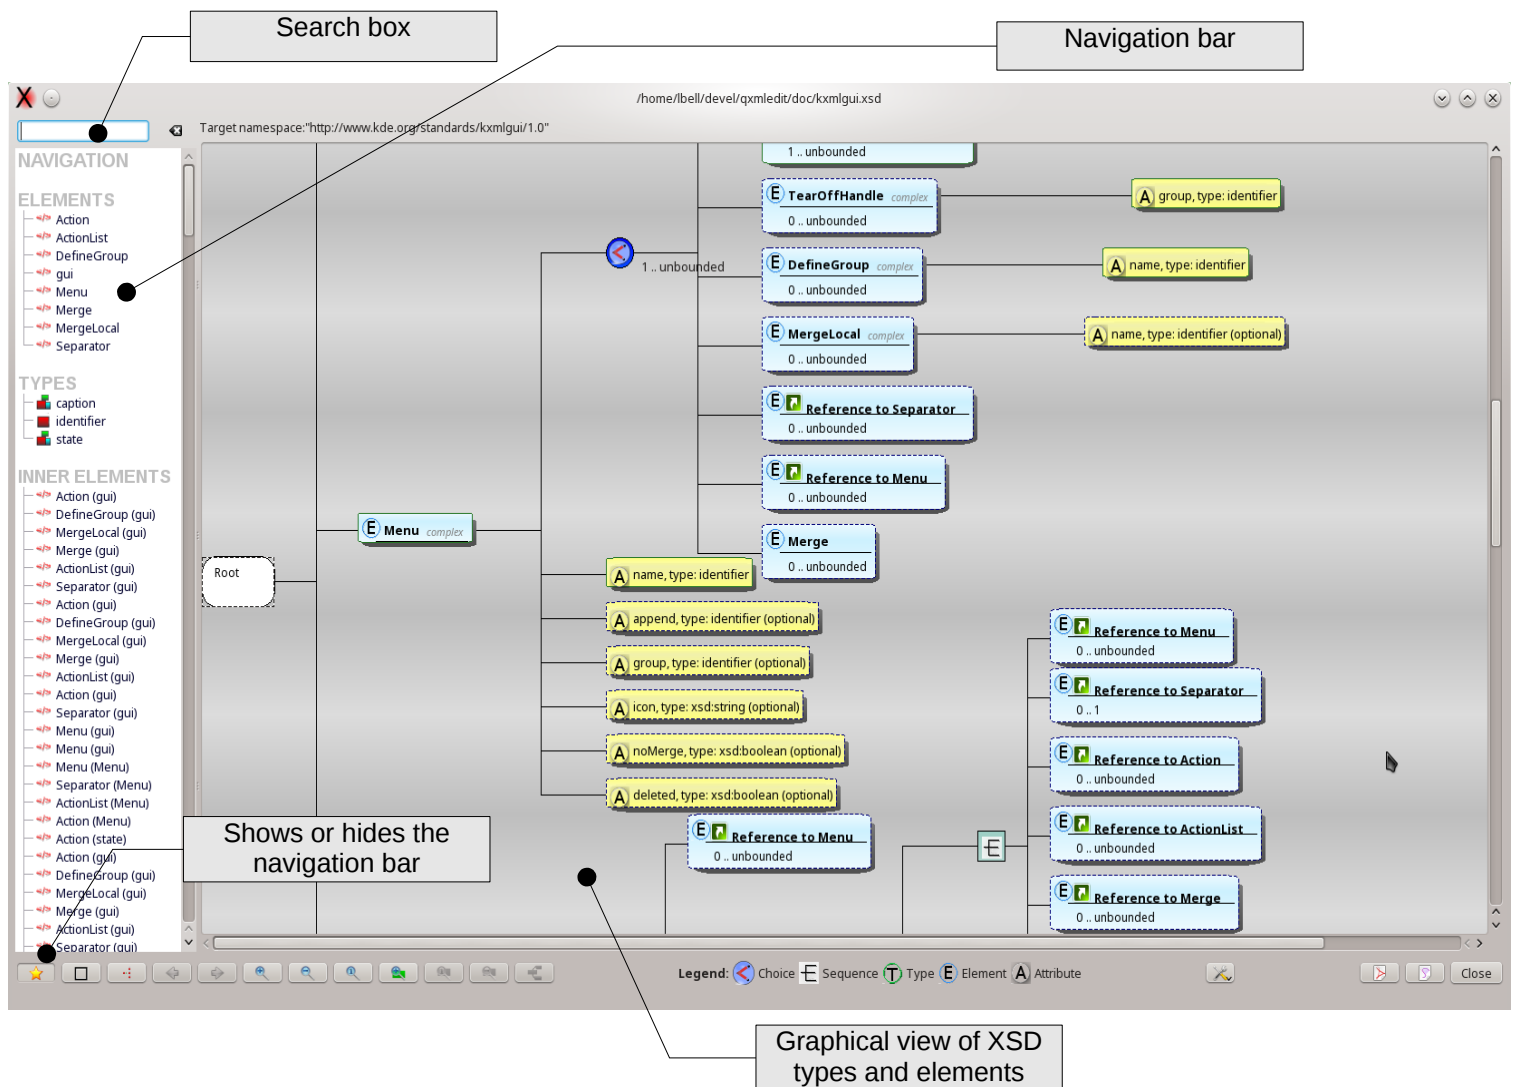 Search box
Navigation bar
/home/lbell/devel/qxmledit/doc/kxmlgui.xsd
Target namespace:"http://www.kde.org/standards/kxmlgui/1.0"
NAVIGATION
ELEMENTS
Action
ActionList
DefineGroup
gui
Menu
Merge
MergeLocal
Separator
TYPES
caption
identifier
state
INNER ELEMENTS
Action (gui)
DefineGroup (gui)
MergeLocal (gui)
Merge (gui)
ActionList (gui)
Separator (gui)
Action (gui)
DefineGroup (gui)
MergeLocal (gui)
Merge (gui)
ActionList (gui)
Action (gui)
Separator (gui)
Menu (gui)
Menu (gui)
Menu (Menu)
Separator (Menu)
ActionList (Menu)
Action (Menu)
Action (state)
Action (gui)
DefineGroup (gui)
MergeLocal (gui)
Merge (gui)
ActionList (gui)
Separator (gui)
Root
E Menu complex
1 .. unbounded
1 .. unbounded
E TearOffHandle complex
0 .. unbounded
A group, type: identifier
E DefineGroup complex
0 .. unbounded
A name, type: identifier
E MergeLocal complex
0 .. unbounded
A name, type: identifier (optional)
E Reference to Separator
0 .. unbounded
E Reference to Menu
0 .. unbounded
E Merge
0 .. unbounded
A name, type: identifier
A append, type: identifier (optional)
A group, type: identifier (optional)
A icon, type: xsd:string (optional)
A noMerge, type: xsd:boolean (optional)
A deleted, type: xsd:boolean (optional)
E Reference to Menu
0 .. unbounded
E Reference to Menu
0 .. unbounded
E Reference to Separator
0 .. 1
E Reference to Action
0 .. unbounded
E Reference to ActionList
0 .. unbounded
E Reference to Merge
0 .. unbounded
Shows or hides the
navigation bar
Legend: Choice Sequence T Type E Element A Attribute
Close
Graphical view of XSD
types and elements